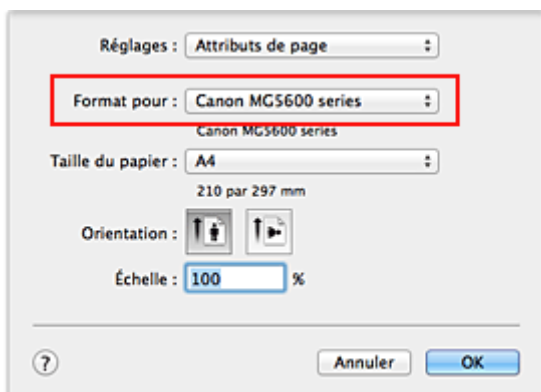 Réglages : Attributs de page
Format pour : Canon MG5600 series
Canon MG5600 series
Taille du papier : A4
210 par 297 mm
Orientation :
Échelle : 100 %
? Annuler OK